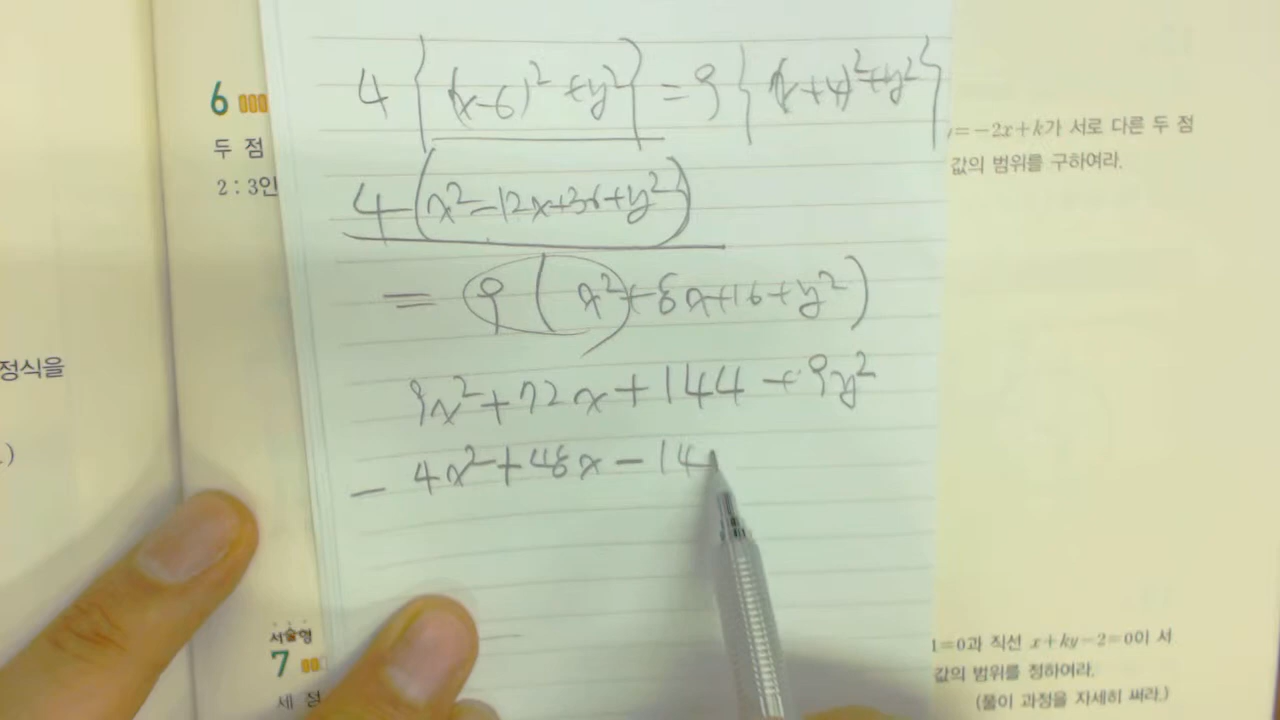 4{(x-6)²+y²}=9{(x+4)²+y²}
4(x²-12x+36+y²)
=9(x²+8x+16+y²)
9x²+72x+144+9y²
-4x²+48x-144
6
두 점
2 : 3인
정식을
)
서술형
7
세 정
y=-2x+k가 서로 다른 두 점
값의 범위를 구하여라.
1=0과 직선 x+ky-2=0이 서
값의 범위를 정하여라.
(풀이 과정을 자세히 써라.)